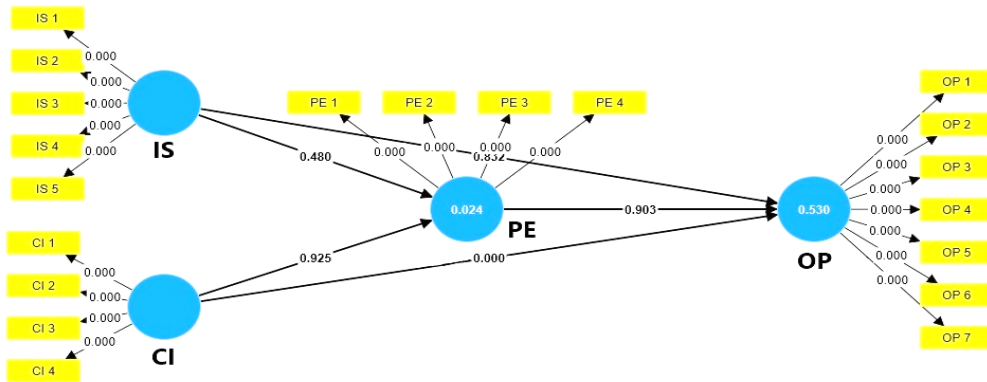 IS 1
IS 2
IS 3
IS 4
IS 5
0.000
0.000
0.000
0.000
0.000
IS
PE 1
PE 2
PE 3
PE 4
0.000
0.000
0.000
0.000
0.480
0.832
0.024
PE
0.903
0.530
OP
0.925
0.000
CI 1
CI 2
CI 3
CI 4
0.000
0.000
0.000
0.000
CI
OP 1
OP 2
OP 3
OP 4
OP 5
OP 6
OP 7
0.000
0.000
0.000
0.000
0.000
0.000
0.000